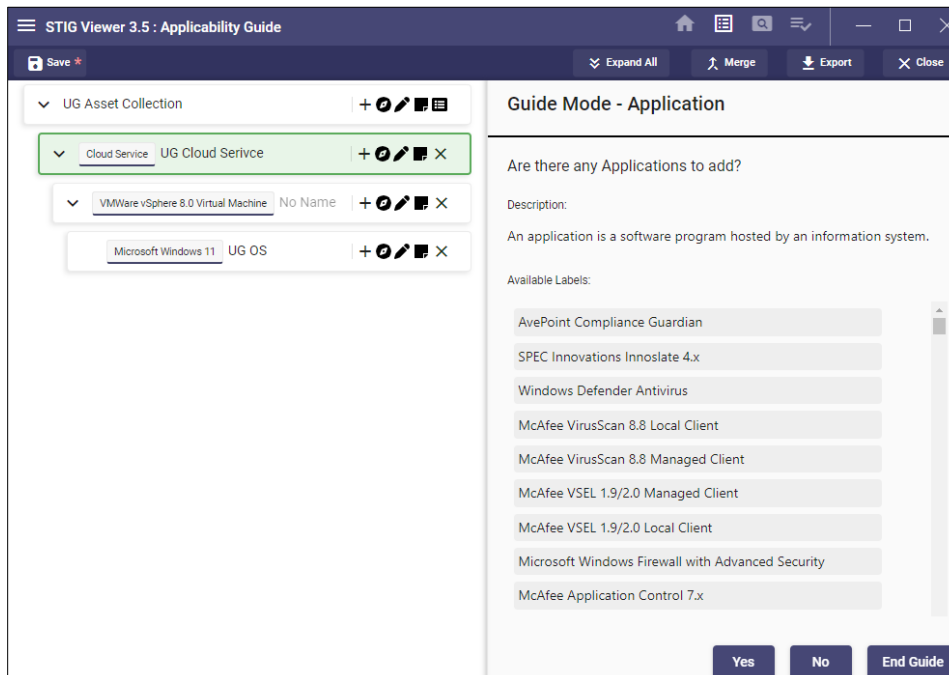 STIG Viewer 3.5 : Applicability Guide
Save *
Expand All
Merge
Export
Close
UG Asset Collection
Cloud Service UG Cloud Serivce
VMWare vSphere 8.0 Virtual Machine No Name
Microsoft Windows 11 UG OS
Guide Mode - Application
Are there any Applications to add?
Description:
An application is a software program hosted by an information system.
Available Labels:
AvePoint Compliance Guardian
SPEC Innovations Innoslate 4.x
Windows Defender Antivirus
McAfee VirusScan 8.8 Local Client
McAfee VirusScan 8.8 Managed Client
McAfee VSEL 1.9/2.0 Managed Client
McAfee VSEL 1.9/2.0 Local Client
Microsoft Windows Firewall with Advanced Security
McAfee Application Control 7.x
Yes
No
End Guide